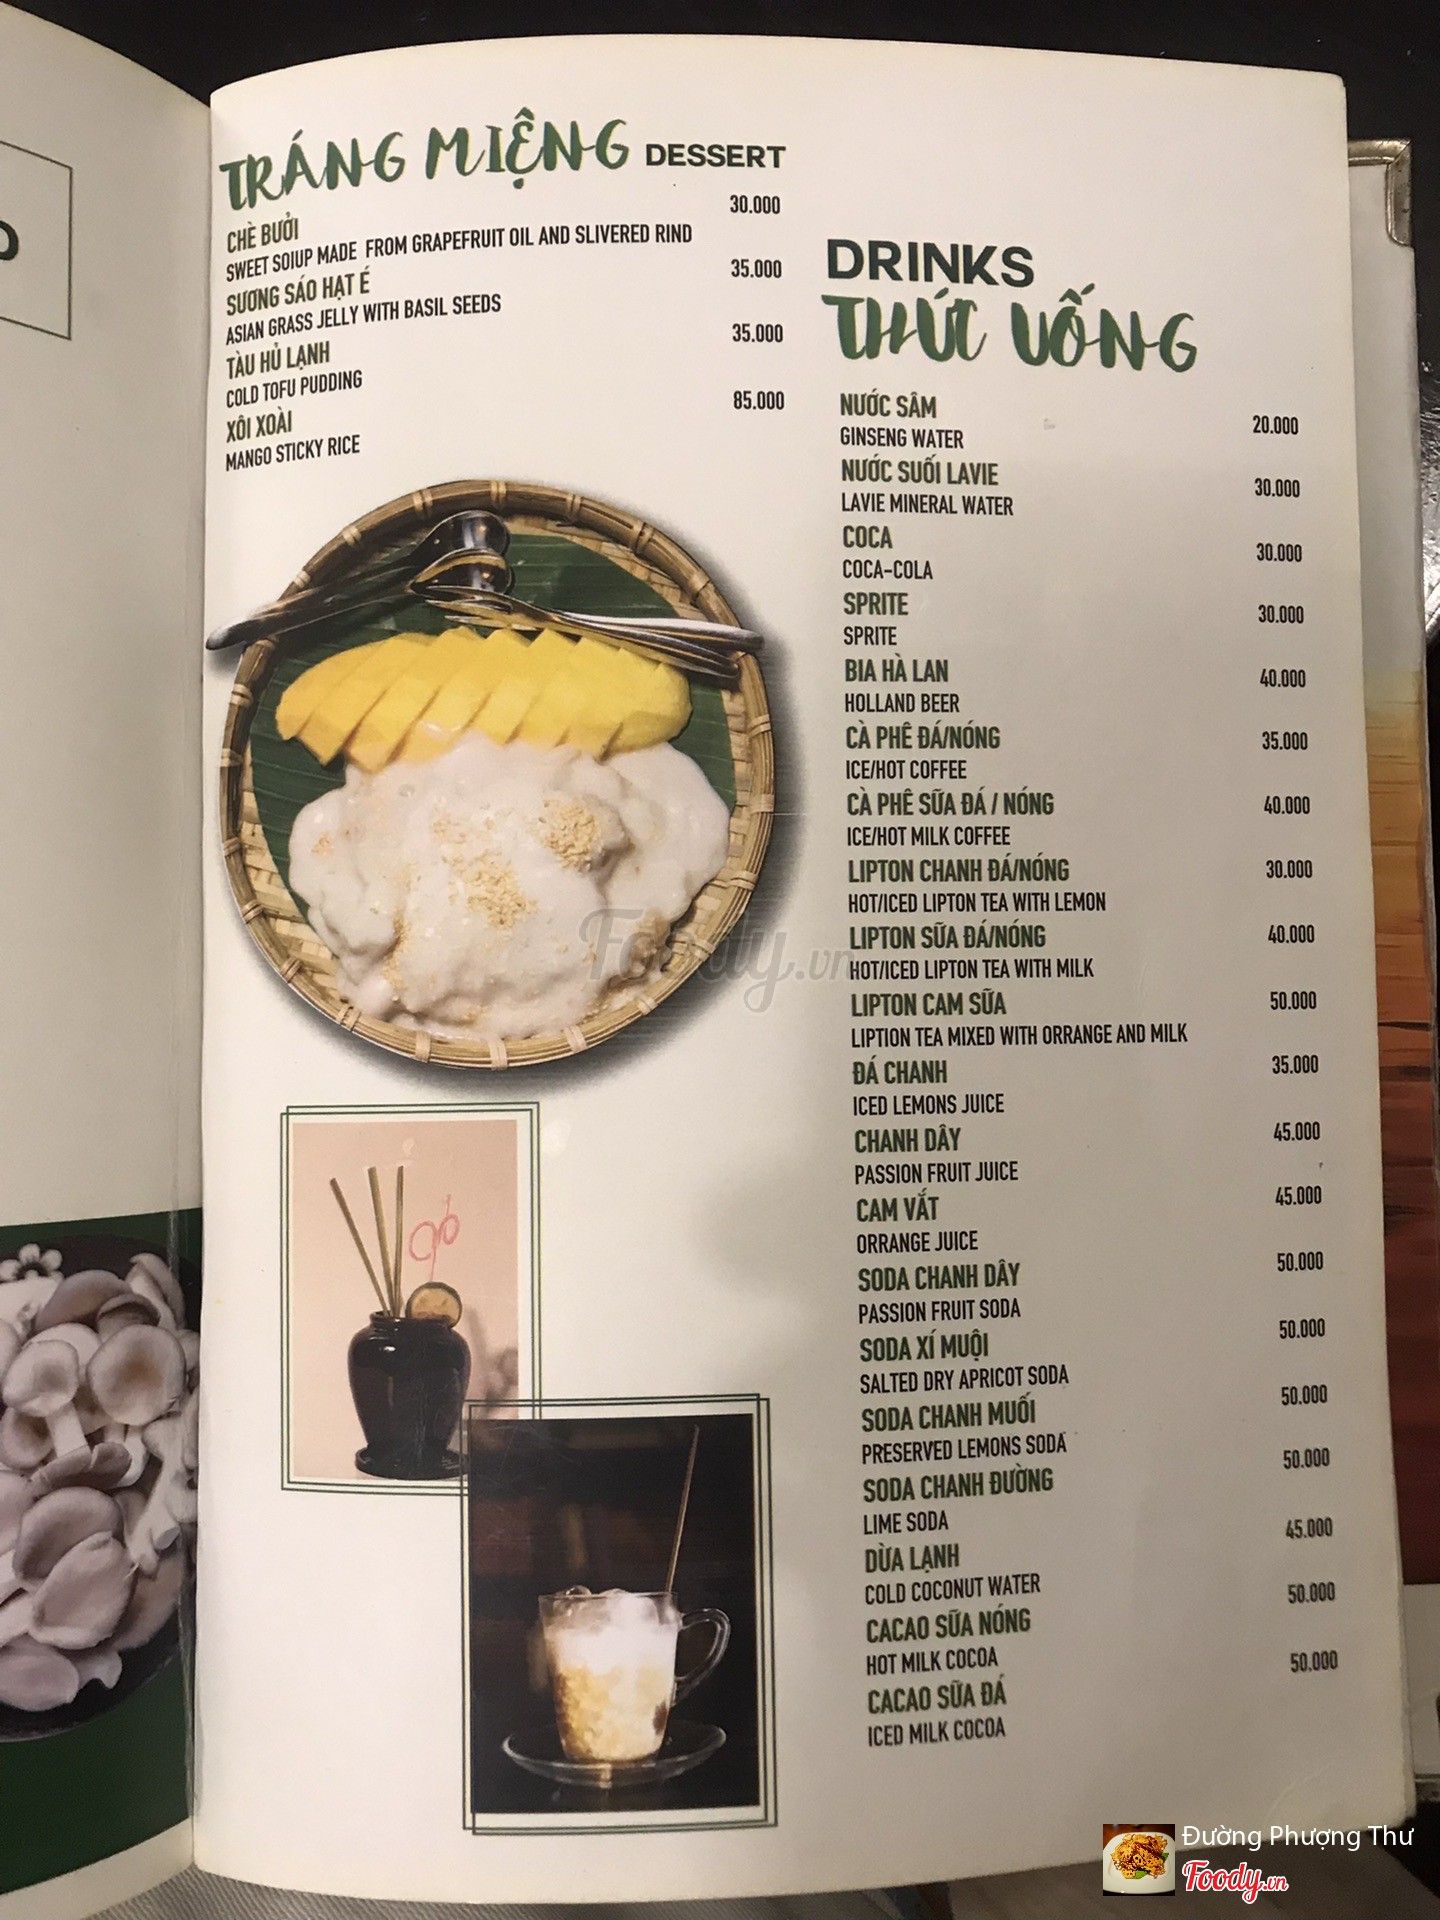 TRÁNG MIỆNG DESSERT
CHÈ BƯỞI 30.000
SWEET SOIUP MADE FROM GRAPEFRUIT OIL AND SLIVERED RIND
SƯƠNG SÁO HẠT É 35.000
ASIAN GRASS JELLY WITH BASIL SEEDS
TÀU HỦ LẠNH 35.000
COLD TOFU PUDDING
XÔI XOÀI 85.000
MANGO STICKY RICE
DRINKS
THỨC UỐNG
NƯỚC SÂM 20.000
GINSENG WATER
NƯỚC SUỐI LAVIE 30.000
LAVIE MINERAL WATER
COCA 30.000
COCA-COLA
SPRITE 30.000
SPRITE
BIA HÀ LAN 40.000
HOLLAND BEER
CÀ PHÊ ĐÁ/NÓNG 35.000
ICE/HOT COFFEE
CÀ PHÊ SỮA ĐÁ / NÓNG 40.000
ICE/HOT MILK COFFEE
LIPTON CHANH ĐÁ/NÓNG 30.000
HOT/ICED LIPTON TEA WITH LEMON
LIPTON SỮA ĐÁ/NÓNG 40.000
HOT/ICED LIPTON TEA WITH MILK
LIPTON CAM SỮA 50.000
LIPTION TEA MIXED WITH ORRANGE AND MILK
ĐÁ CHANH 35.000
ICED LEMONS JUICE
CHANH DÂY 45.000
PASSION FRUIT JUICE
CAM VẮT 45.000
ORRANGE JUICE
SODA CHANH DÂY 50.000
PASSION FRUIT SODA
SODA XÍ MUỘI 50.000
SALTED DRY APRICOT SODA
SODA CHANH MUỐI 50.000
PRESERVED LEMONS SODA
SODA CHANH ĐƯỜNG 50.000
LIME SODA
DỪA LẠNH 45.000
COLD COCONUT WATER
CACAO SỮA NÓNG 50.000
HOT MILK COCOA
CACAO SỮA ĐÁ 50.000
ICED MILK COCOA
Foody.vn
Đường Phượng Thư
Foody.vn